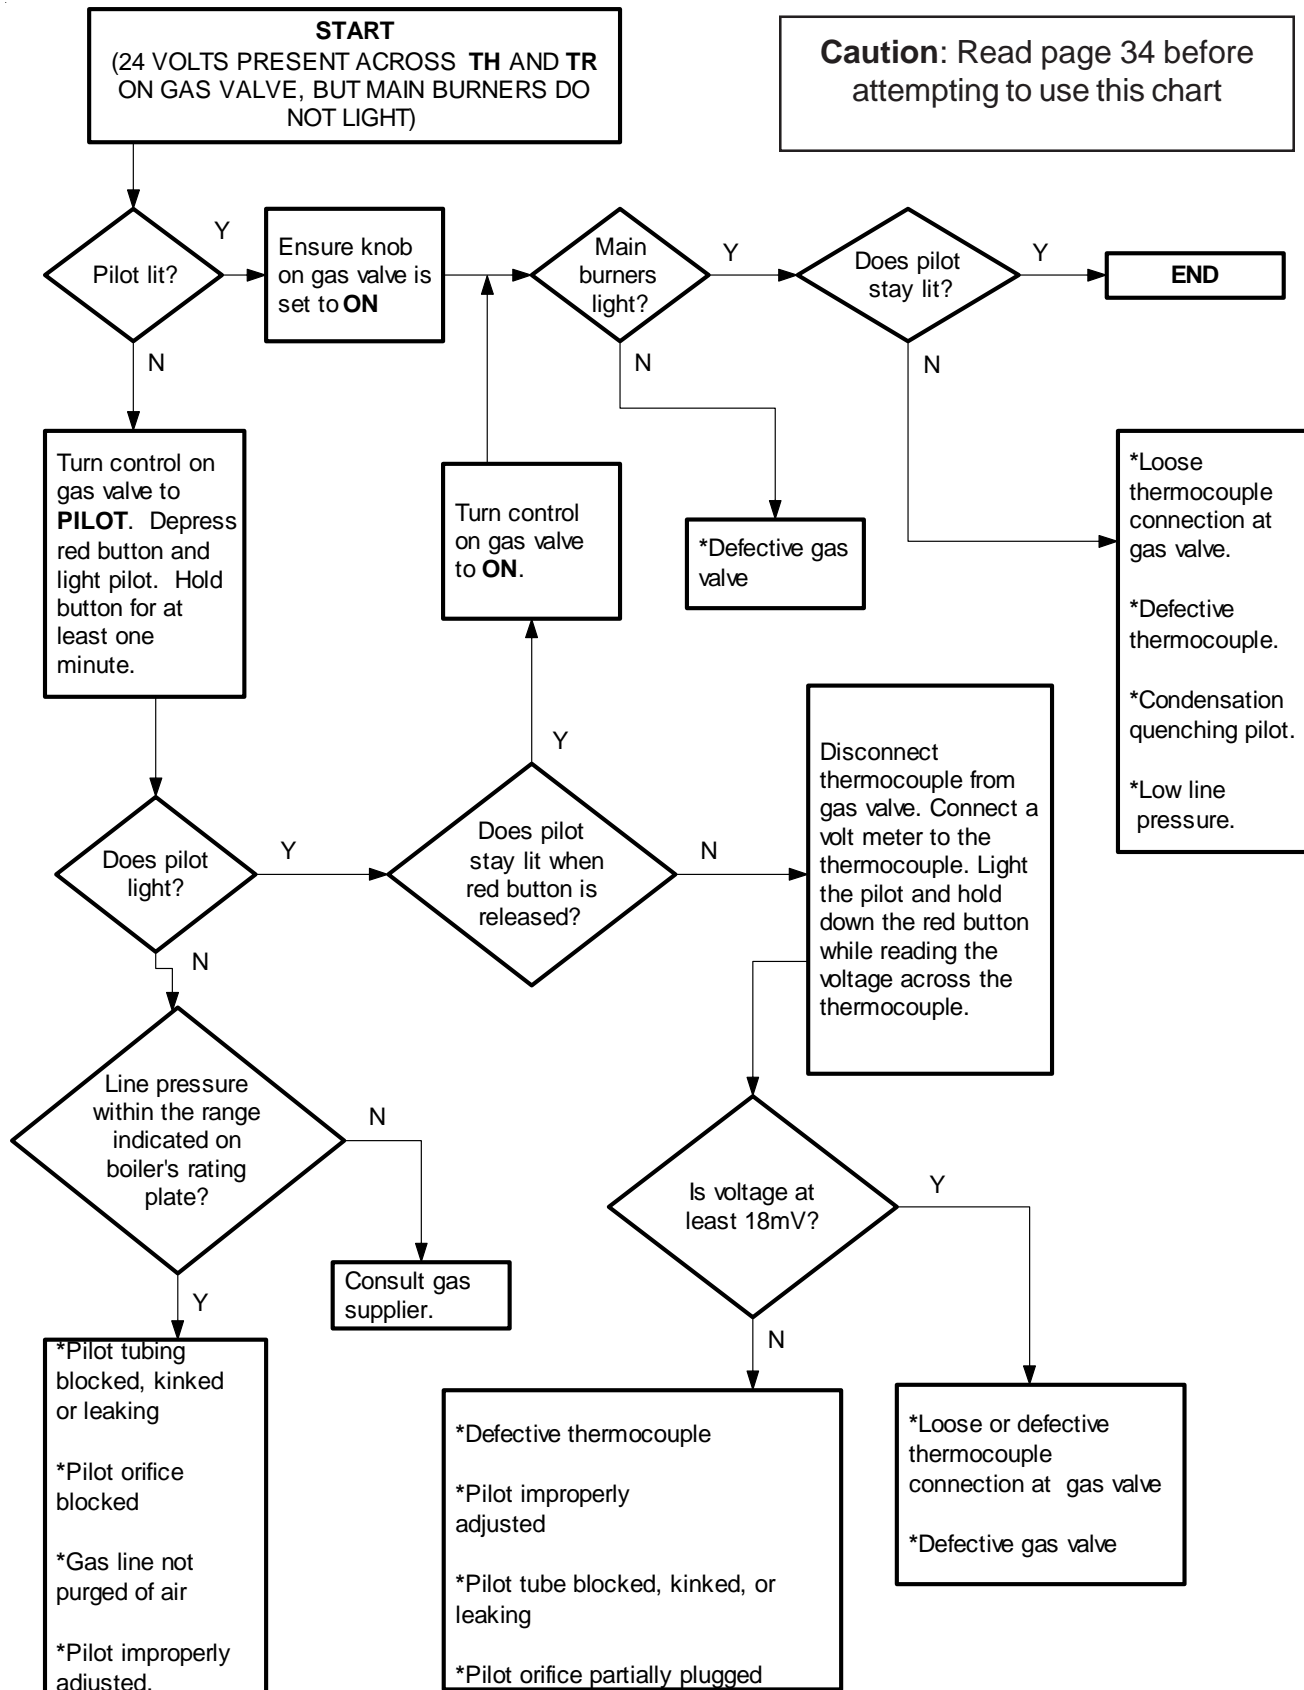 START
(24 VOLTS PRESENT ACROSS TH AND TR
ON GAS VALVE, BUT MAIN BURNERS DO
NOT LIGHT)
Caution: Read page 34 before
attempting to use this chart
Pilot lit?
Y
N
Ensure knob
on gas valve is
set to ON
Main
burners
light?
Y
N
Does pilot
stay lit?
Y
N
END
Turn control on
gas valve to
PILOT. Depress
red button and
light pilot. Hold
button for at
least one
minute.
Turn control
on gas valve
to ON.
*Defective gas
valve
*Loose
thermocouple
connection at
gas valve.
*Defective
thermocouple.
*Condensation
quenching pilot.
*Low line
pressure.
Does pilot
light?
Y
N
Does pilot
stay lit when
red button is
released?
Y
N
Disconnect
thermocouple from
gas valve. Connect a
volt meter to the
thermocouple. Light
the pilot and hold
down the red button
while reading the
voltage across the
thermocouple.
Line pressure
within the range
indicated on
boiler's rating
plate?
N
Y
Consult gas
supplier.
Is voltage at
least 18mV?
Y
N
*Pilot tubing
blocked, kinked
or leaking
*Pilot orifice
blocked
*Gas line not
purged of air
*Pilot improperly
adjusted.
*Defective thermocouple
*Pilot improperly
adjusted
*Pilot tube blocked, kinked, or
leaking
*Pilot orifice partially plugged
*Loose or defective
thermocouple
connection at gas valve
*Defective gas valve